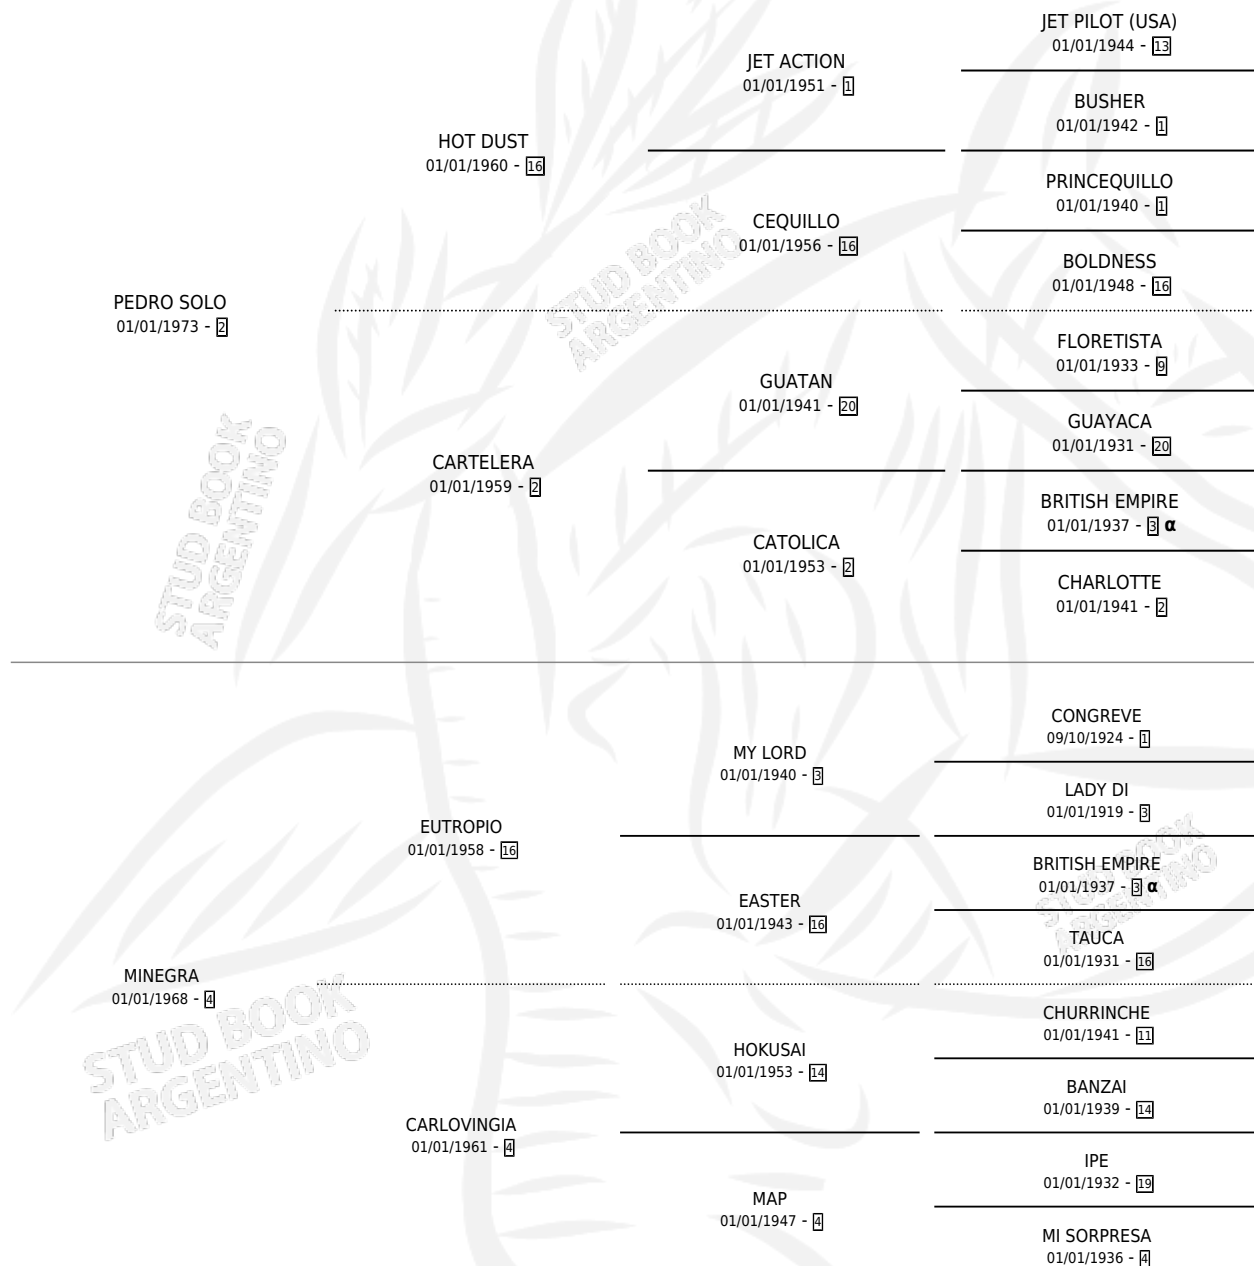 JET PILOT (USA)
01/01/1944 - 13
JET ACTION
01/01/1951 - 1
BUSHER
01/01/1942 - 1
HOT DUST
01/01/1960 - 16
PRINCEQUILLO
01/01/1940 - 1
CEQUILLO
01/01/1956 - 16
BOLDNESS
01/01/1948 - 16
PEDRO SOLO
01/01/1973 - 2
FLORETISTA
01/01/1933 - 9
GUATAN
01/01/1941 - 20
GUAYACA
01/01/1931 - 20
CARTELERA
01/01/1959 - 2
BRITISH EMPIRE
01/01/1937 - 3 α
CATOLICA
01/01/1953 - 2
CHARLOTTE
01/01/1941 - 2
CONGREVE
09/10/1924 - 1
MY LORD
01/01/1940 - 3
LADY DI
01/01/1919 - 3
EUTROPIO
01/01/1958 - 16
BRITISH EMPIRE
01/01/1937 - 3 α
EASTER
01/01/1943 - 16
TAUCA
01/01/1931 - 16
MINEGRA
01/01/1968 - 4
CHURRINCHE
01/01/1941 - 11
HOKUSAI
01/01/1953 - 14
BANZAI
01/01/1939 - 14
CARLOVINGIA
01/01/1961 - 4
IPE
01/01/1932 - 19
MAP
01/01/1947 - 4
MI SORPRESA
01/01/1936 - 4
STUD BOOK
ARGENTINO
STUD BOOK
ARGENTINO
STUD BOOK
ARGENTINO
STUD BOOK
ARGENTINO